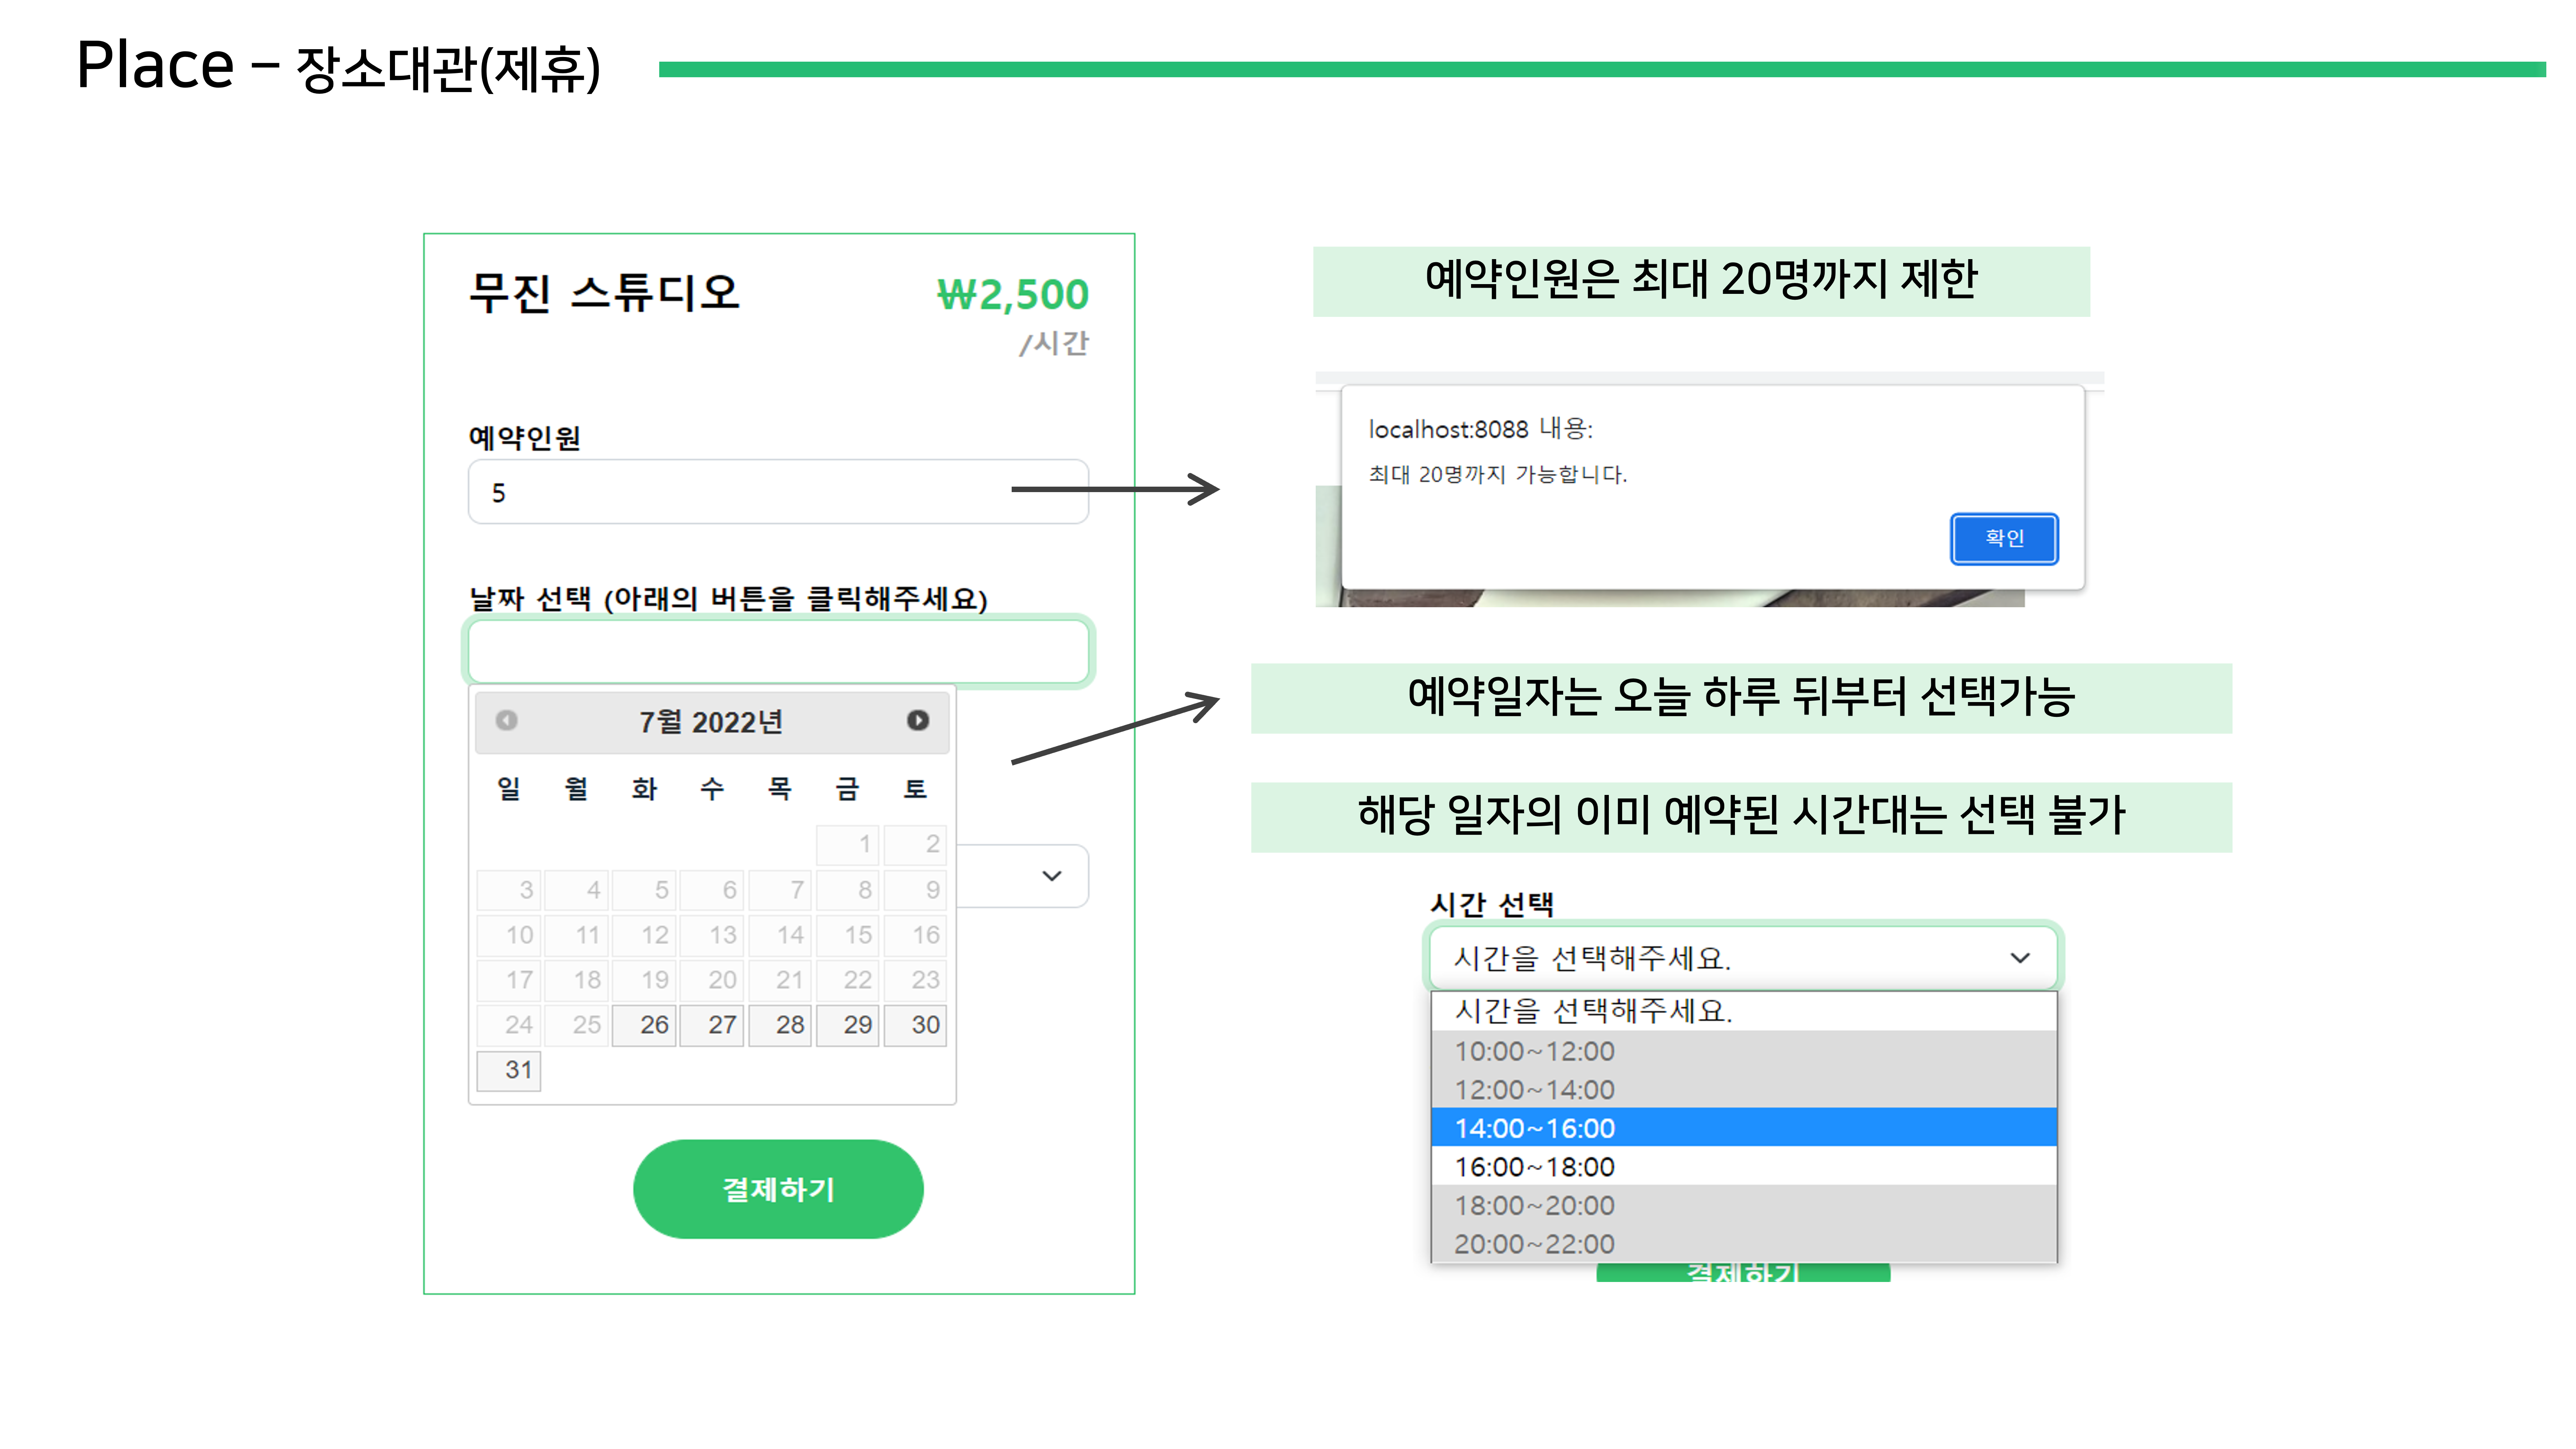 Place – 장소대관(제휴)
무진 스튜디오
₩2,500
/시간
예약인원
5
날짜 선택 (아래의 버튼을 클릭해주세요)
7월 2022년
일 월 화 수 목 금 토
1 2
3 4 5 6 7 8 9
10 11 12 13 14 15 16
17 18 19 20 21 22 23
24 25 26 27 28 29 30
31
결제하기
예약인원은 최대 20명까지 제한
localhost:8088 내용:
최대 20명까지 가능합니다.
확인
예약일자는 오늘 하루 뒤부터 선택가능
해당 일자의 이미 예약된 시간대는 선택 불가
시간 선택
시간을 선택해주세요.
시간을 선택해주세요.
10:00~12:00
12:00~14:00
14:00~16:00
16:00~18:00
18:00~20:00
20:00~22:00
결제하기